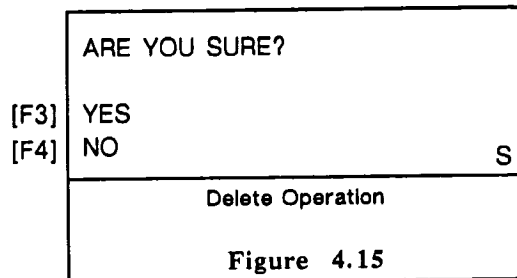 ARE YOU SURE?
[F3] YES
[F4] NO
S
Delete Operation
Figure 4.15